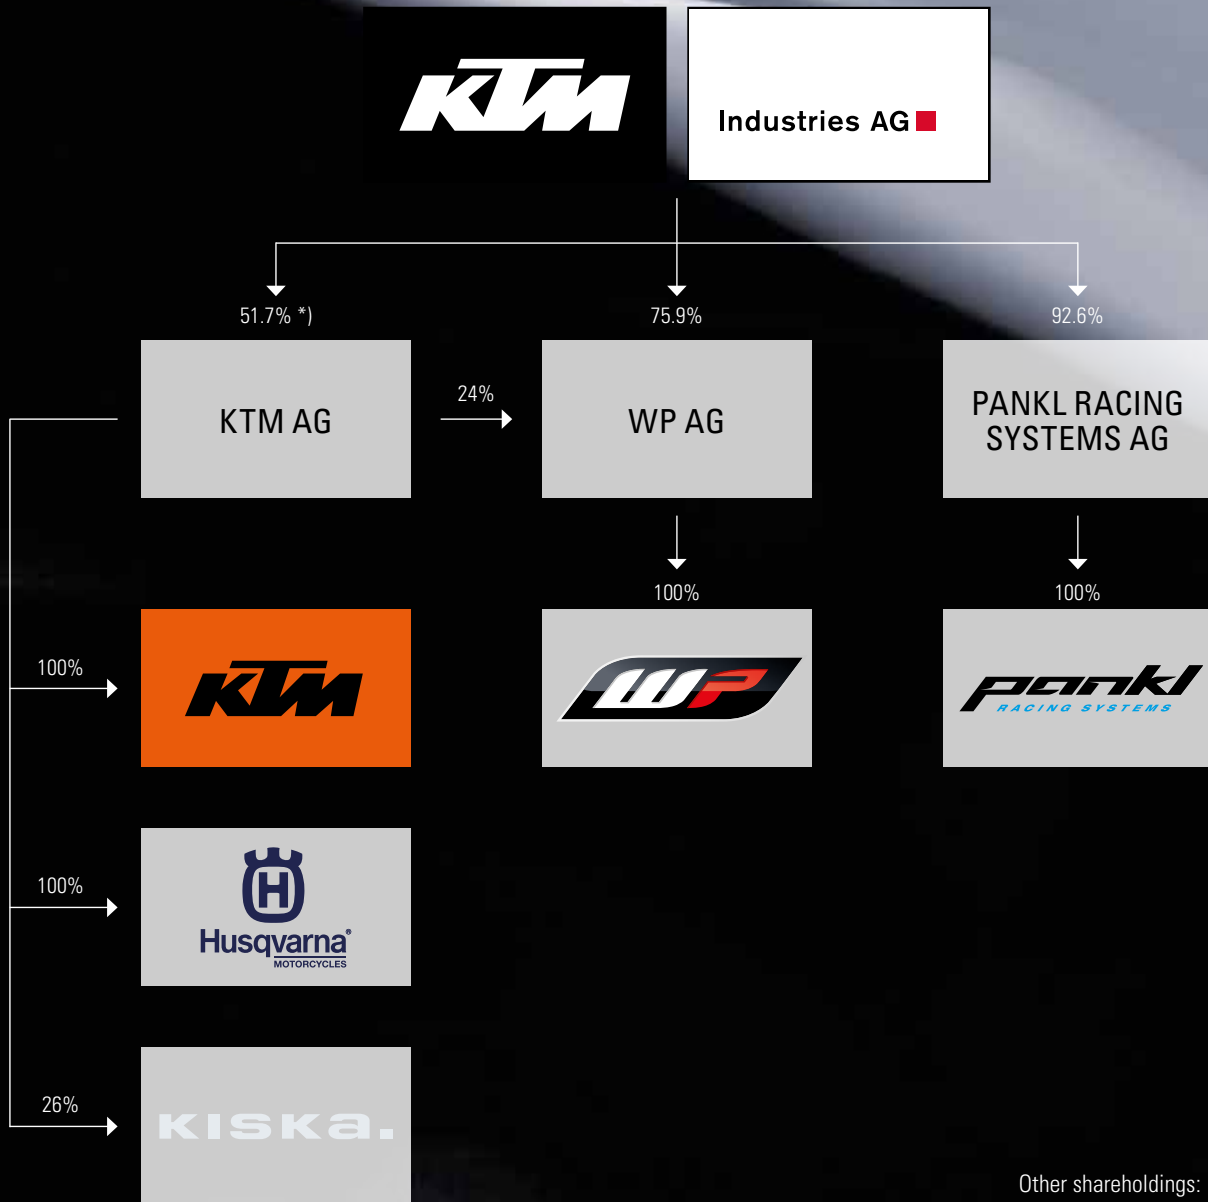 KTM
Industries AG
51.7% *)
75.9%
92.6%
KTM AG
24%
WP AG
PANKL RACING
SYSTEMS AG
100%
100%
100%
KTM
WP
pankl
RACING SYSTEMS
100%
H
Husqvarna®
MOTORCYCLES
26%
KISKA.
Other shareholdings: